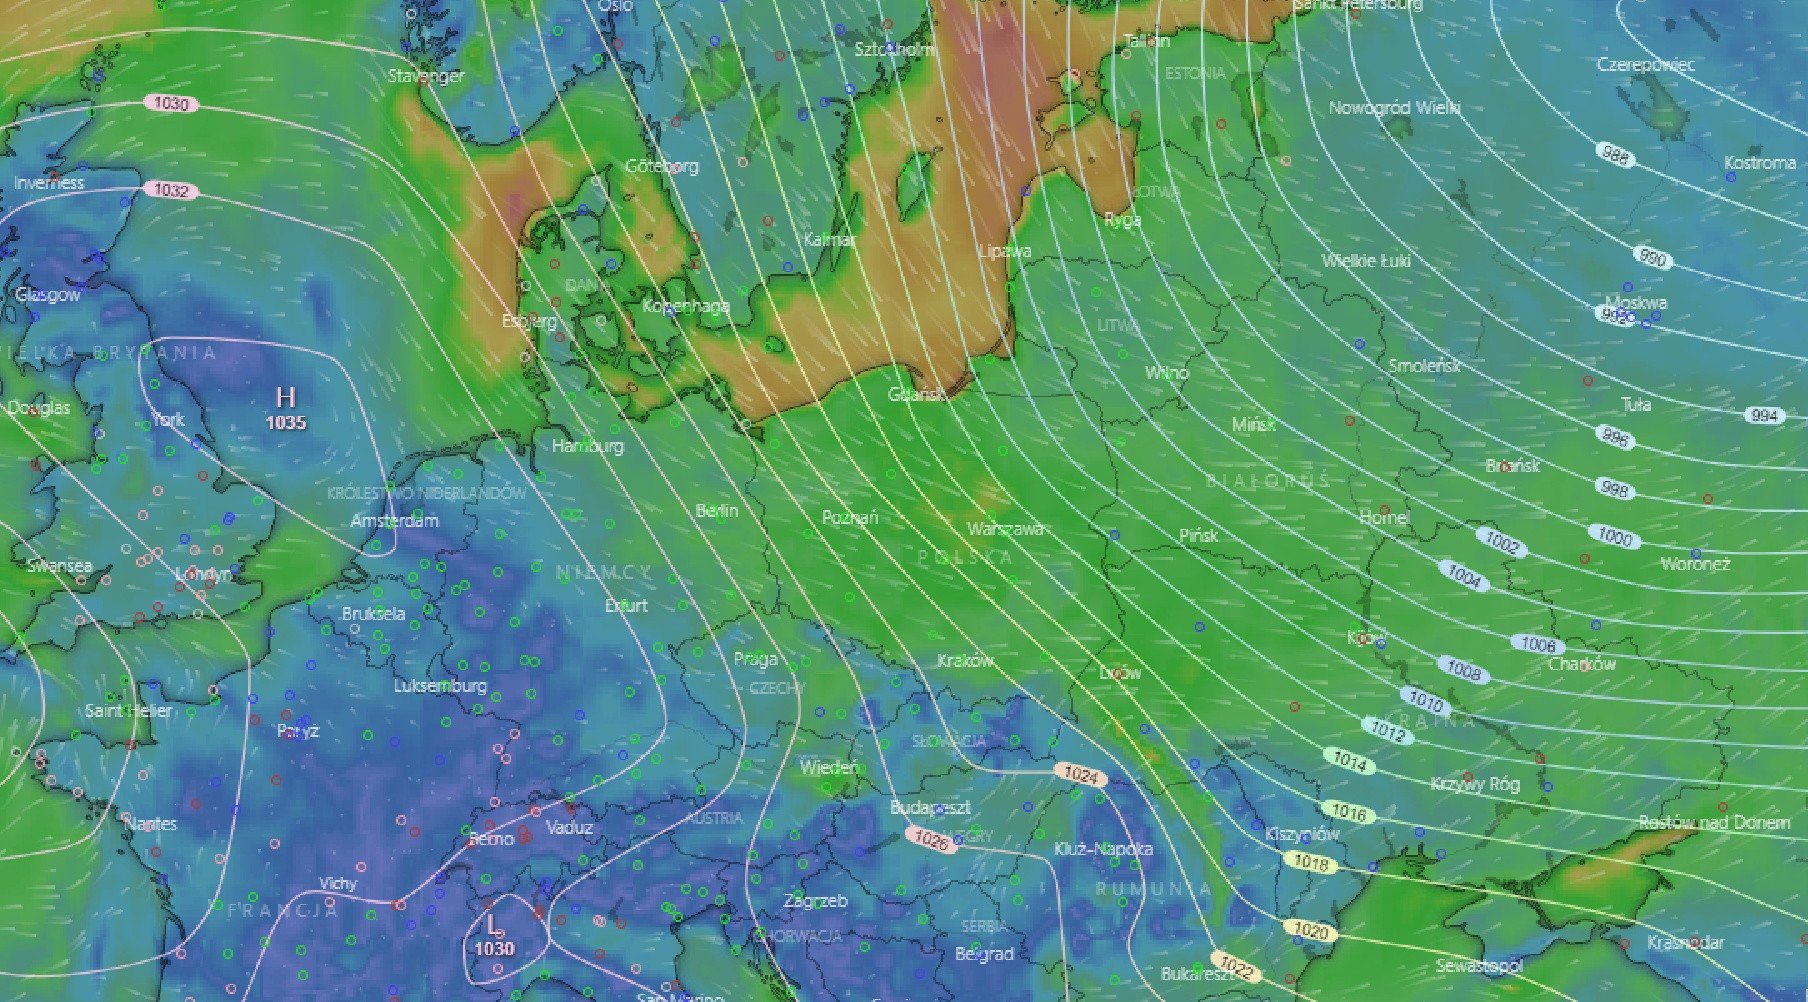 Oslo
Sankt Petersburg
Sztokholm
Tallin
Stavanger
ESTONIA
Czerepowiec
1030
Nowogród Wielki
988
Kostroma
Göteborg
Inverness
1032
ŁOTWA
Ryga
Kalmar
Lipawa
990
Wielkie Łuki
DANIA
Glasgow
Kopenhaga
Moskwa
992
Esbjerg
LITWA
WIELKA BRYTANIA
Smoleńsk
Wilno
H
1035
Gdańsk
Douglas
York
Tuła
994
Mińsk
996
Hamburg
Briańsk
BIAŁORUŚ
998
KRÓLESTWO NIDERLANDÓW
Berlin
Poznań
Homel
Amsterdam
Warszawa
Pińsk
1002
1000
POLSKA
Woroneż
Swansea
Londyn
NIEMCY
1004
Erfurt
Bruksela
Kijów
1006
Praga
Kraków
Charków
Lwów
1008
Luksemburg
CZECHY
1010
Saint Helier
Paryż
1012
UKRAINA
SŁOWACJA
1014
Wiedeń
1024
Krzywy Róg
Budapeszt
1016
Nantes
AUSTRIA
Vaduz
Rostów nad Donem
Berno
1026
WĘGRY
Kiszyniów
Kluż-Napoka
1018
Vichy
RUMUNIA
Zagrzeb
FRANCJA
L
1030
CHORWACJA
SERBIA
1020
Krasnodar
Belgrad
1022
Bukareszt
Sewastopol
San Marino